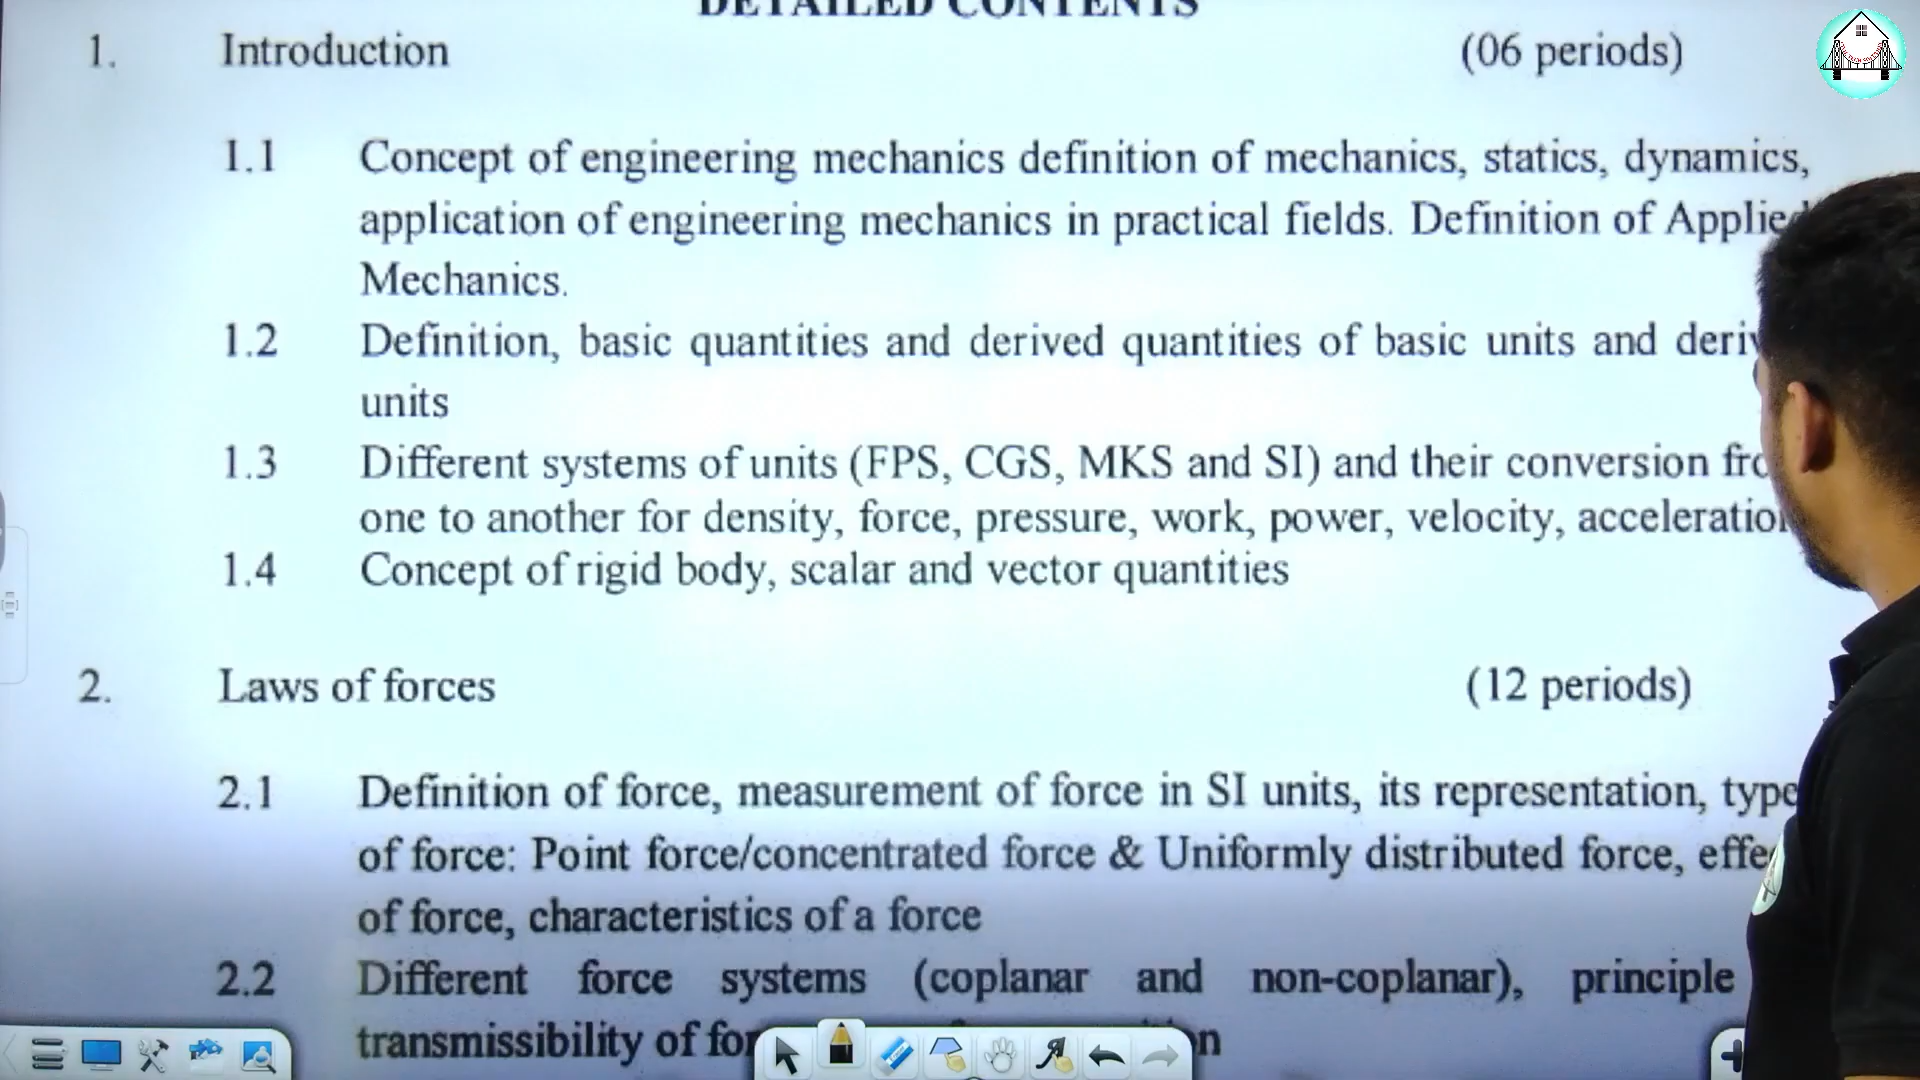 DETAILED CONTENTS
1. Introduction (06 periods)
1.1 Concept of engineering mechanics definition of mechanics, statics, dynamics,
application of engineering mechanics in practical fields. Definition of Applied
Mechanics.
1.2 Definition, basic quantities and derived quantities of basic units and
units
1.3 Different systems of units (FPS, CGS, MKS and SI) and their conversion
one to another for density, force, pressure, work, power, velocity, acceleration
1.4 Concept of rigid body, scalar and vector quantities
2. Laws of forces (12 periods)
2.1 Definition of force, measurement of force in SI units, its representation, type
of force: Point force/concentrated force & Uniformly distributed force,
of force, characteristics of a force
2.2 Different force systems (coplanar and non-coplanar), principle
transmissibility of